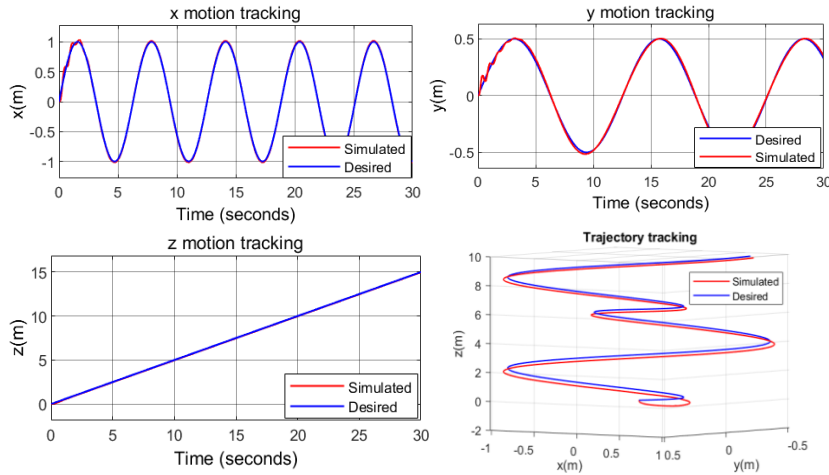 x motion tracking
1
0.5
0
-0.5
-1
x(m)
Simulated
Desired
0 5 10 15 20 25 30
Time (seconds)
y motion tracking
0.5
0
-0.5
y(m)
Desired
Simulated
0 5 10 15 20 25 30
Time (seconds)
z motion tracking
15
10
5
0
z(m)
Simulated
Desired
0 5 10 15 20 25 30
Time (seconds)
Trajectory tracking
10
8
6
4
2
0
-2
z(m)
Simulated
Desired
-1 -0.5 0 0.5 1 0.5 0 -0.5
x(m) y(m)